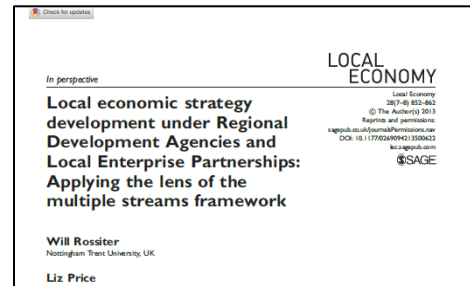 Check for updates
LOCAL
ECONOMY
In perspective
Local Economy
28(7–8) 852–862
© The Author(s) 2013
Reprints and permissions:
sagepub.co.uk/journalsPermissions.nav
DOI: 10.1177/0269094213500622
lec.sagepub.com
SAGE
Local economic strategy
development under Regional
Development Agencies and
Local Enterprise Partnerships:
Applying the lens of the
multiple streams framework
Will Rossiter
Nottingham Trent University, UK
Liz Price